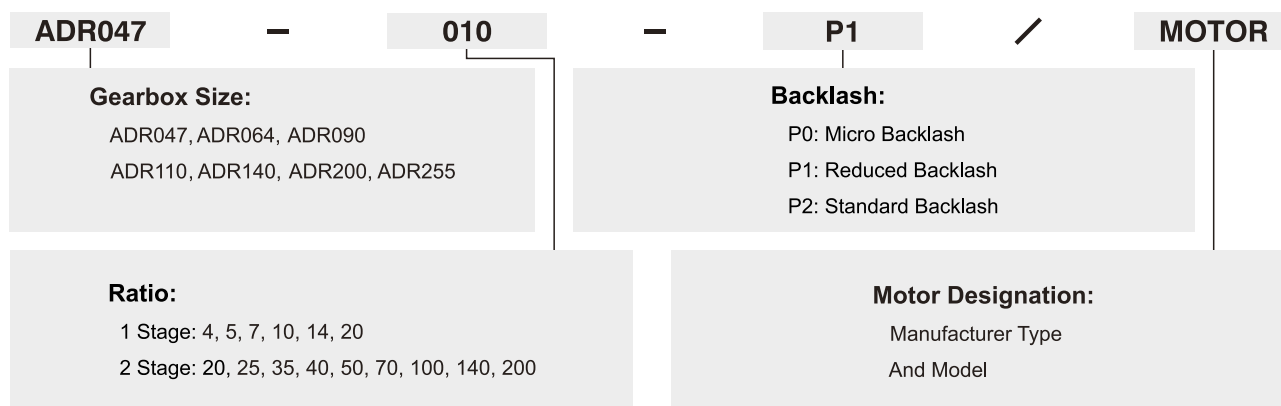 ADR047 – 010 – P1 / MOTOR
Gearbox Size:
ADR047, ADR064, ADR090
ADR110, ADR140, ADR200, ADR255
Backlash:
P0: Micro Backlash
P1: Reduced Backlash
P2: Standard Backlash
Ratio:
1 Stage: 4, 5, 7, 10, 14, 20
2 Stage: 20, 25, 35, 40, 50, 70, 100, 140, 200
Motor Designation:
Manufacturer Type
And Model